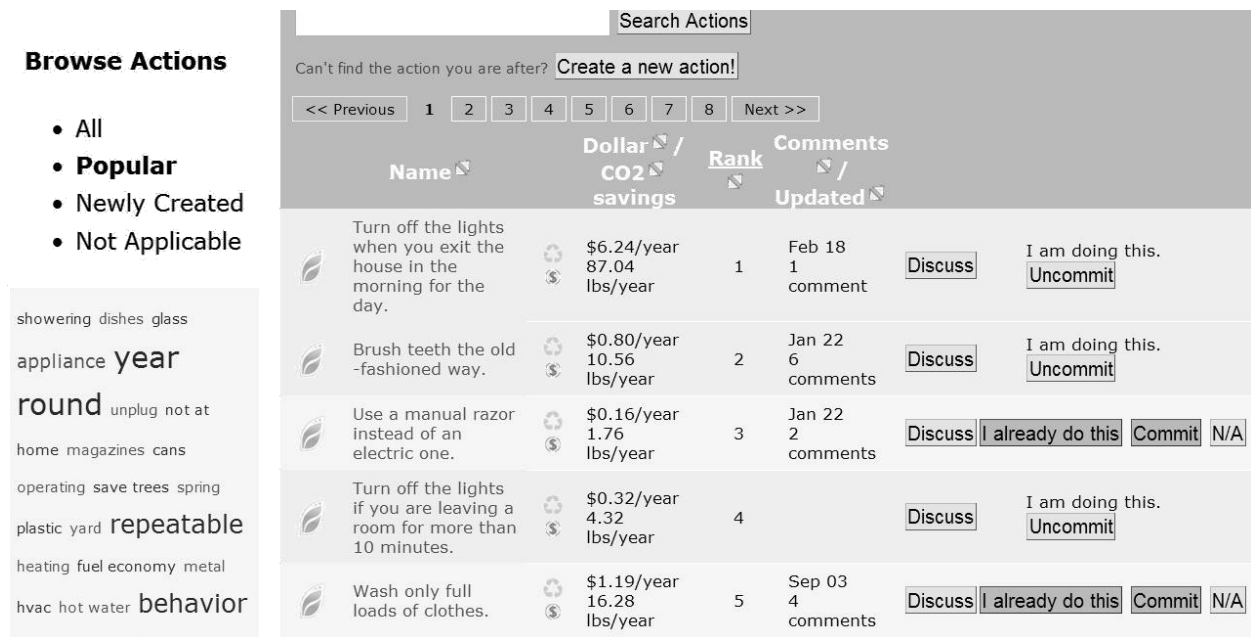 Browse Actions
• All
• Popular
• Newly Created
• Not Applicable
showering dishes glass
appliance year
round unplug not at
home magazines cans
operating save trees spring
plastic yard repeatable
heating fuel economy metal
hvac hot water behavior
Search Actions
Can't find the action you are after? Create a new action!
<< Previous 1 2 3 4 5 6 7 8 Next >>
Name
Dollar /
CO2
savings
Rank
Comments
/
Updated
Turn off the lights
when you exit the
house in the
morning for the
day.
$6.24/year
87.04
lbs/year
1
Feb 18
1
comment
Discuss
I am doing this.
Uncommit
Brush teeth the old
-fashioned way.
$0.80/year
10.56
lbs/year
2
Jan 22
6
comments
Discuss
I am doing this.
Uncommit
Use a manual razor
instead of an
electric one.
$0.16/year
1.76
lbs/year
3
Jan 22
2
comments
Discuss I already do this Commit N/A
Turn off the lights
if you are leaving a
room for more than
10 minutes.
$0.32/year
4.32
lbs/year
4
Discuss
I am doing this.
Uncommit
Wash only full
loads of clothes.
$1.19/year
16.28
lbs/year
5
Sep 03
4
comments
Discuss I already do this Commit N/A